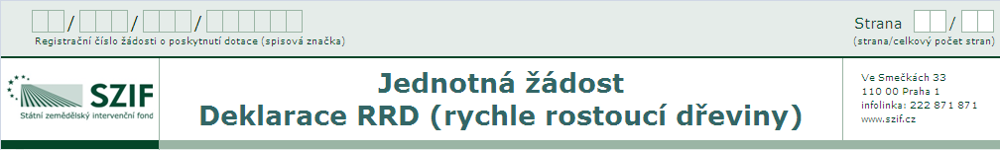 / / /
Registrační číslo žádosti o poskytnutí dotace (spisová značka)
Strana /
(strana/celkový počet stran)
SZIF
Státní zemědělský intervenční fond
Jednotná žádost
Deklarace RRD (rychle rostoucí dřeviny)
Ve Smečkách 33
110 00 Praha 1
infolinka: 222 871 871
www.szif.cz